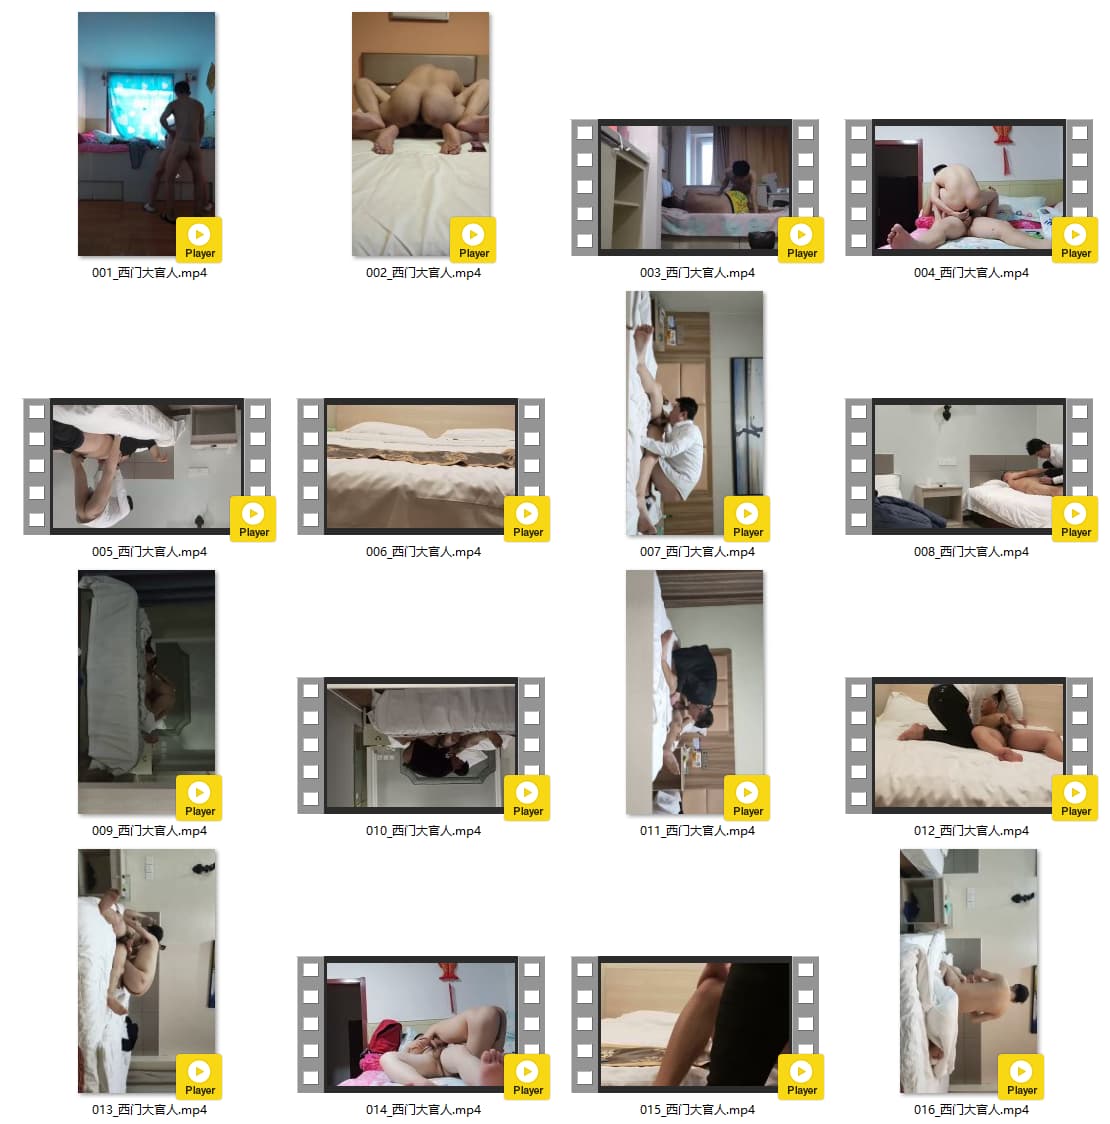 Player
001_西门大官人.mp4
Player
002_西门大官人.mp4
Player
003_西门大官人.mp4
Player
004_西门大官人.mp4
Player
005_西门大官人.mp4
Player
006_西门大官人.mp4
Player
007_西门大官人.mp4
Player
008_西门大官人.mp4
Player
009_西门大官人.mp4
Player
010_西门大官人.mp4
Player
011_西门大官人.mp4
Player
012_西门大官人.mp4
Player
013_西门大官人.mp4
Player
014_西门大官人.mp4
Player
015_西门大官人.mp4
Player
016_西门大官人.mp4